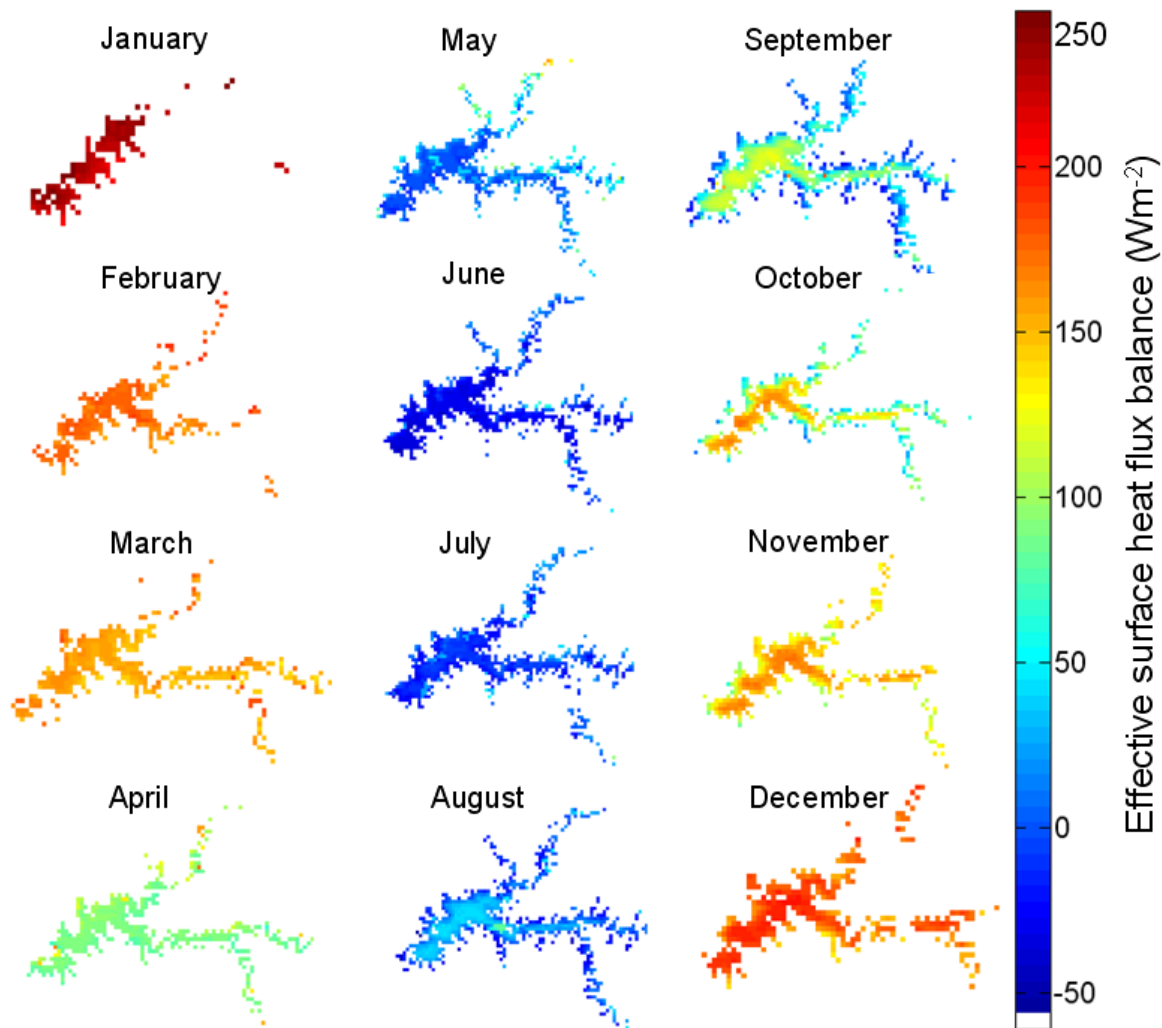 January
May
September
February
June
October
March
July
November
April
August
December
250
200
150
100
50
0
-50
Effective surface heat flux balance (Wm-2)